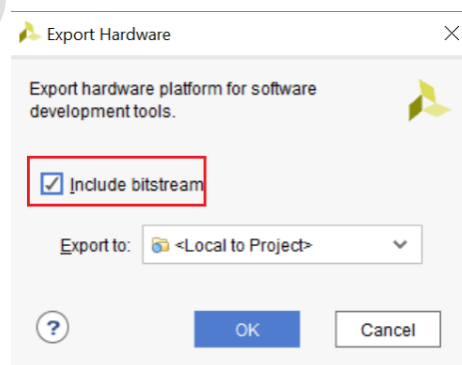 Export Hardware
Export hardware platform for software
development tools.
Include bitstream
Export to: <Local to Project>
? OK Cancel